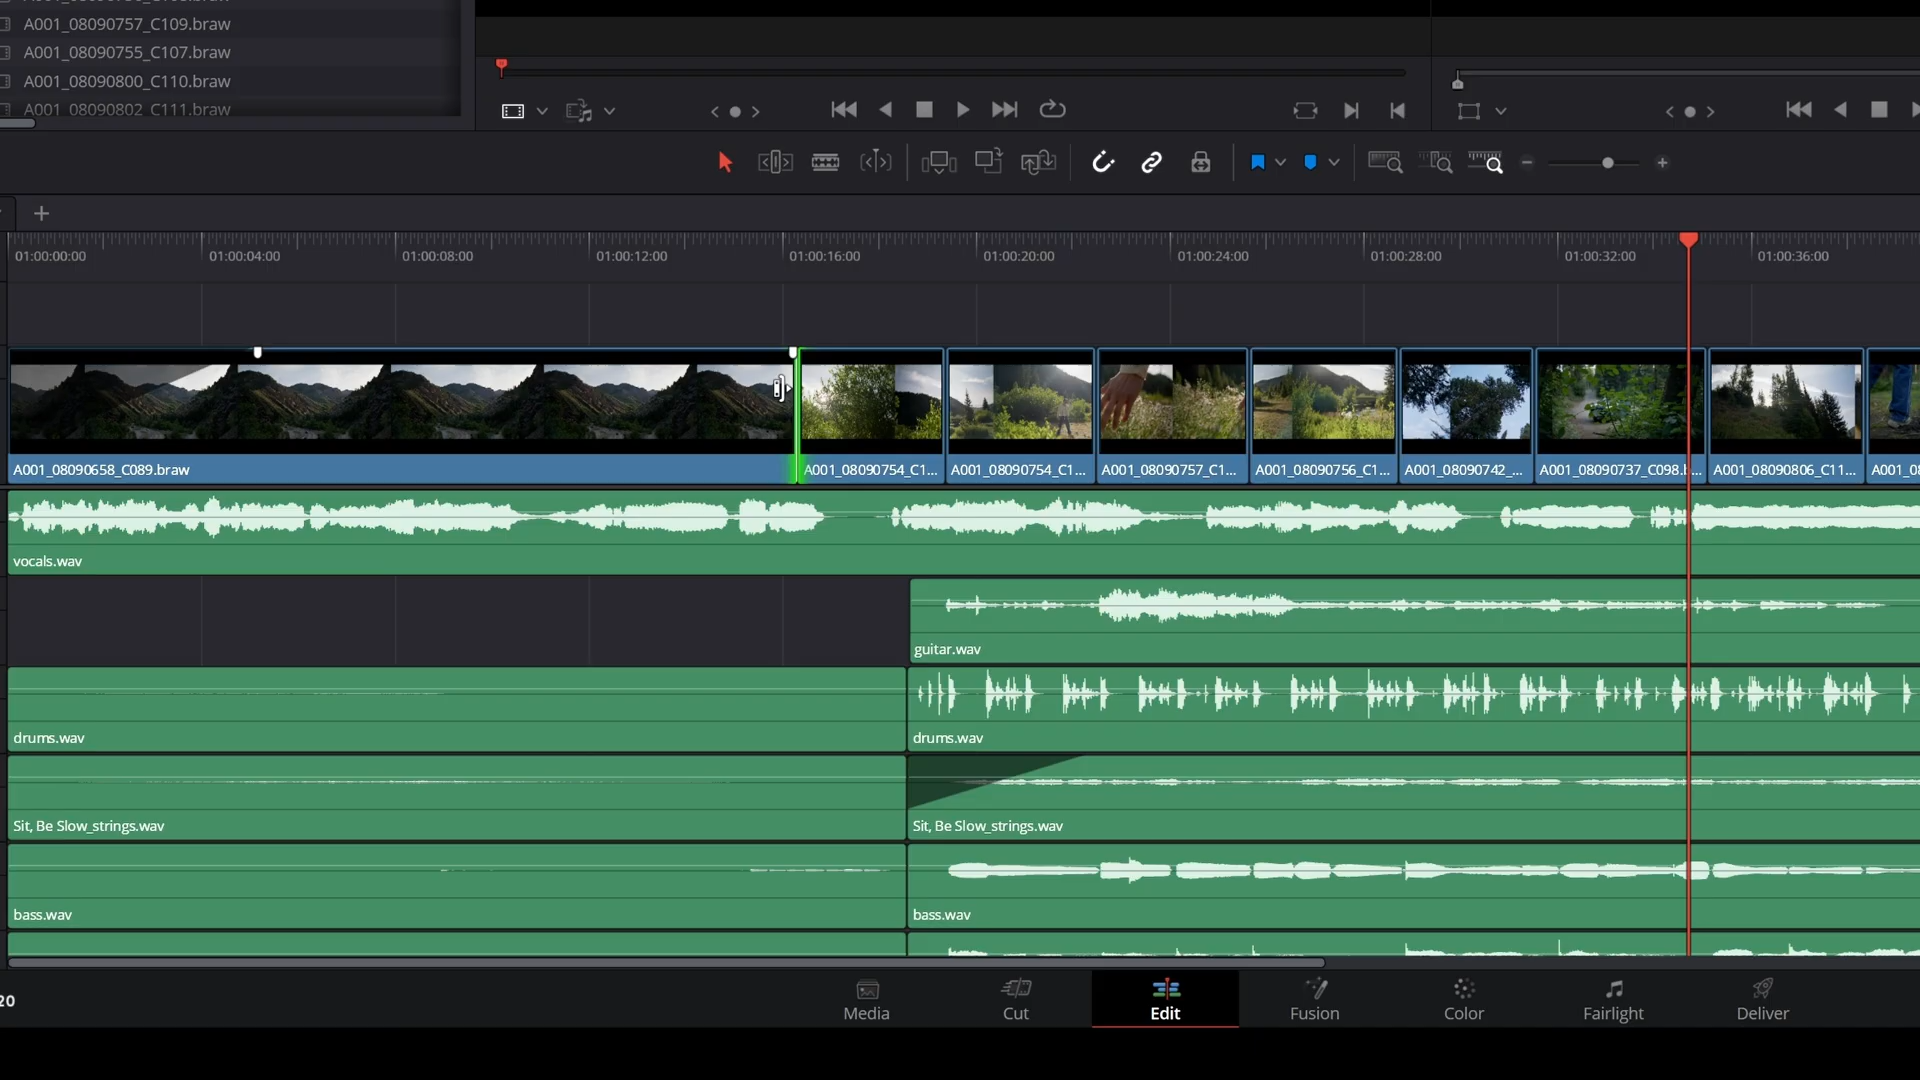 A001_08090757_C109.braw
A001_08090755_C107.braw
A001_08090800_C110.braw
A001_08090802_C111.braw
01:00:00:00 01:00:04:00 01:00:08:00 01:00:12:00 01:00:16:00 01:00:20:00 01:00:24:00 01:00:28:00 01:00:32:00 01:00:36:00
A001_08090658_C089.braw A001_08090754_C1... A001_08090754_C1... A001_08090757_C1... A001_08090756_C1... A001_08090742_... A001_08090737_C098.b... A001_08090806_C11... A001_08
vocals.wav
guitar.wav
drums.wav drums.wav
Sit, Be Slow_strings.wav Sit, Be Slow_strings.wav
bass.wav bass.wav
20
Media Cut Edit Fusion Color Fairlight Deliver